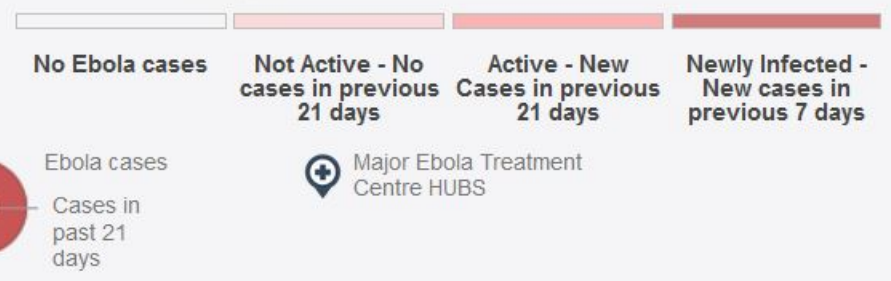 No Ebola cases
Not Active - No
cases in previous
21 days
Active - New
Cases in previous
21 days
Newly Infected -
New cases in
previous 7 days
Ebola cases
Cases in
past 21
days
Major Ebola Treatment
Centre HUBS